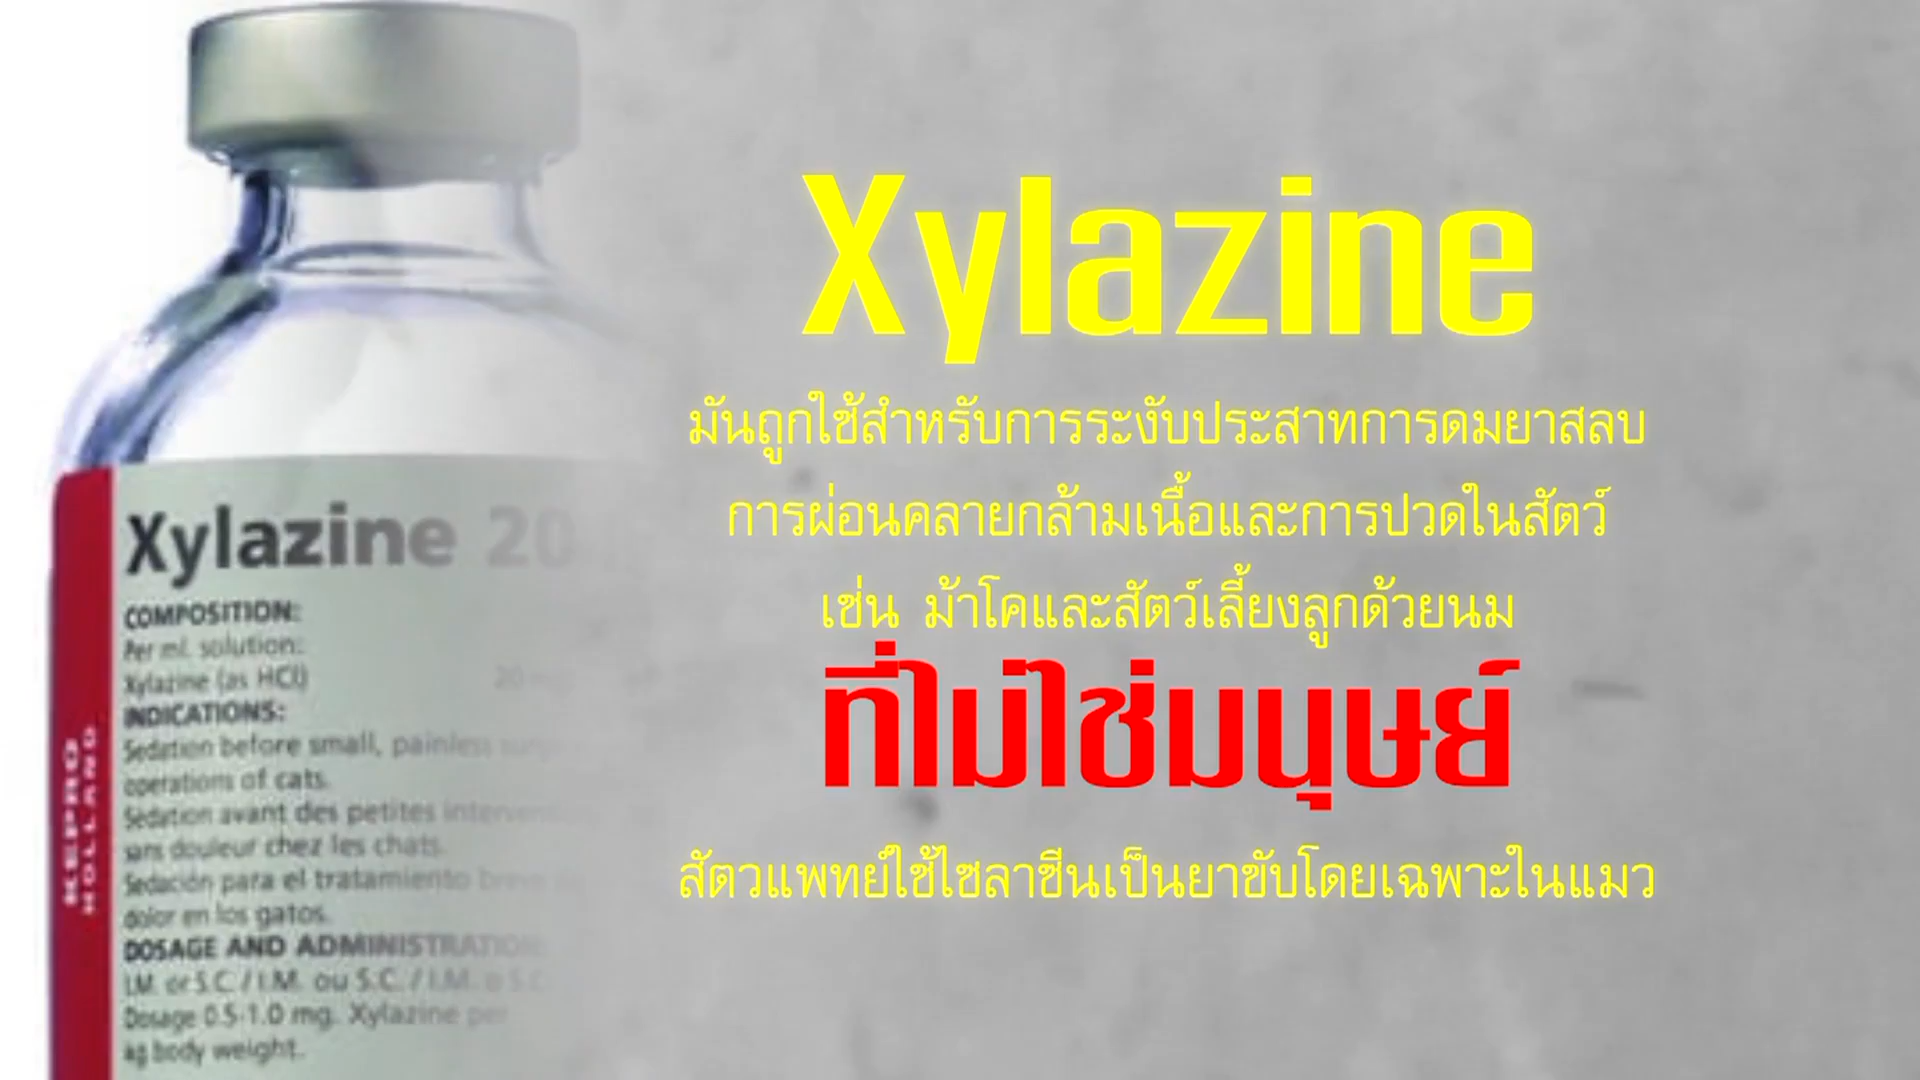 Xylazine
มันถูกใช้สำหรับการระงับประสาทการดมยาสลบ
การผ่อนคลายกล้ามเนื้อและการปวดในสัตว์
เช่น ม้าโคและสัตว์เลี้ยงลูกด้วยนม
ที่ไม่ใช่มนุษย์
สัตวแพทย์ใช้ไซลาซีนเป็นยาขับโดยเฉพาะในแมว
Xylazine 20
COMPOSITION:
Per ml. solution:
Xylazine (as HCl) 20 mg
INDICATIONS:
Sedation before small, painless
operations of cats.
Sédation avant des petites
sans douleur chez les chats.
Sedación para el tratamiento
dolor en los gatos.
DOSAGE AND ADMINISTRATION:
I.M. or S.C. / I.M. ou S.C. / I.M. o S.C.
Dosage 0.5-1.0 mg. Xylazine per
kg body weight.
KEPRO
HOLLAND